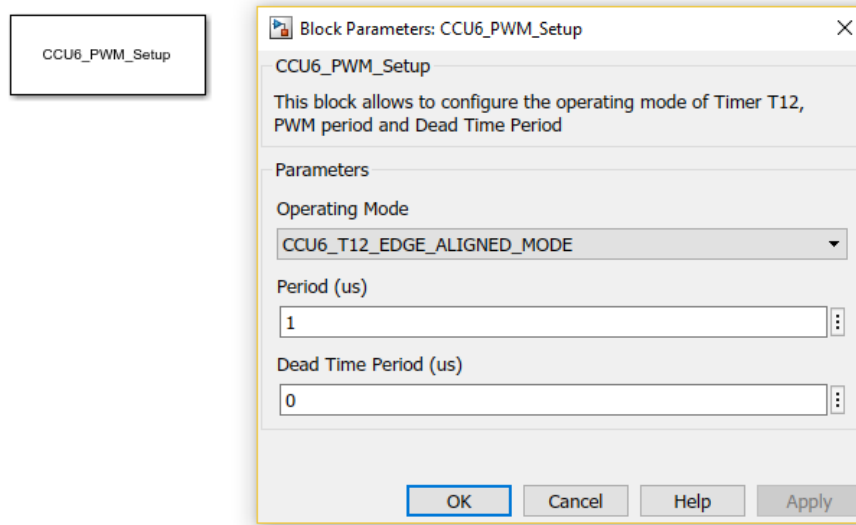 CCU6_PWM_Setup
Block Parameters: CCU6_PWM_Setup
CCU6_PWM_Setup
This block allows to configure the operating mode of Timer T12,
PWM period and Dead Time Period
Parameters
Operating Mode
CCU6_T12_EDGE_ALIGNED_MODE
Period (us)
1
Dead Time Period (us)
0
OK Cancel Help Apply